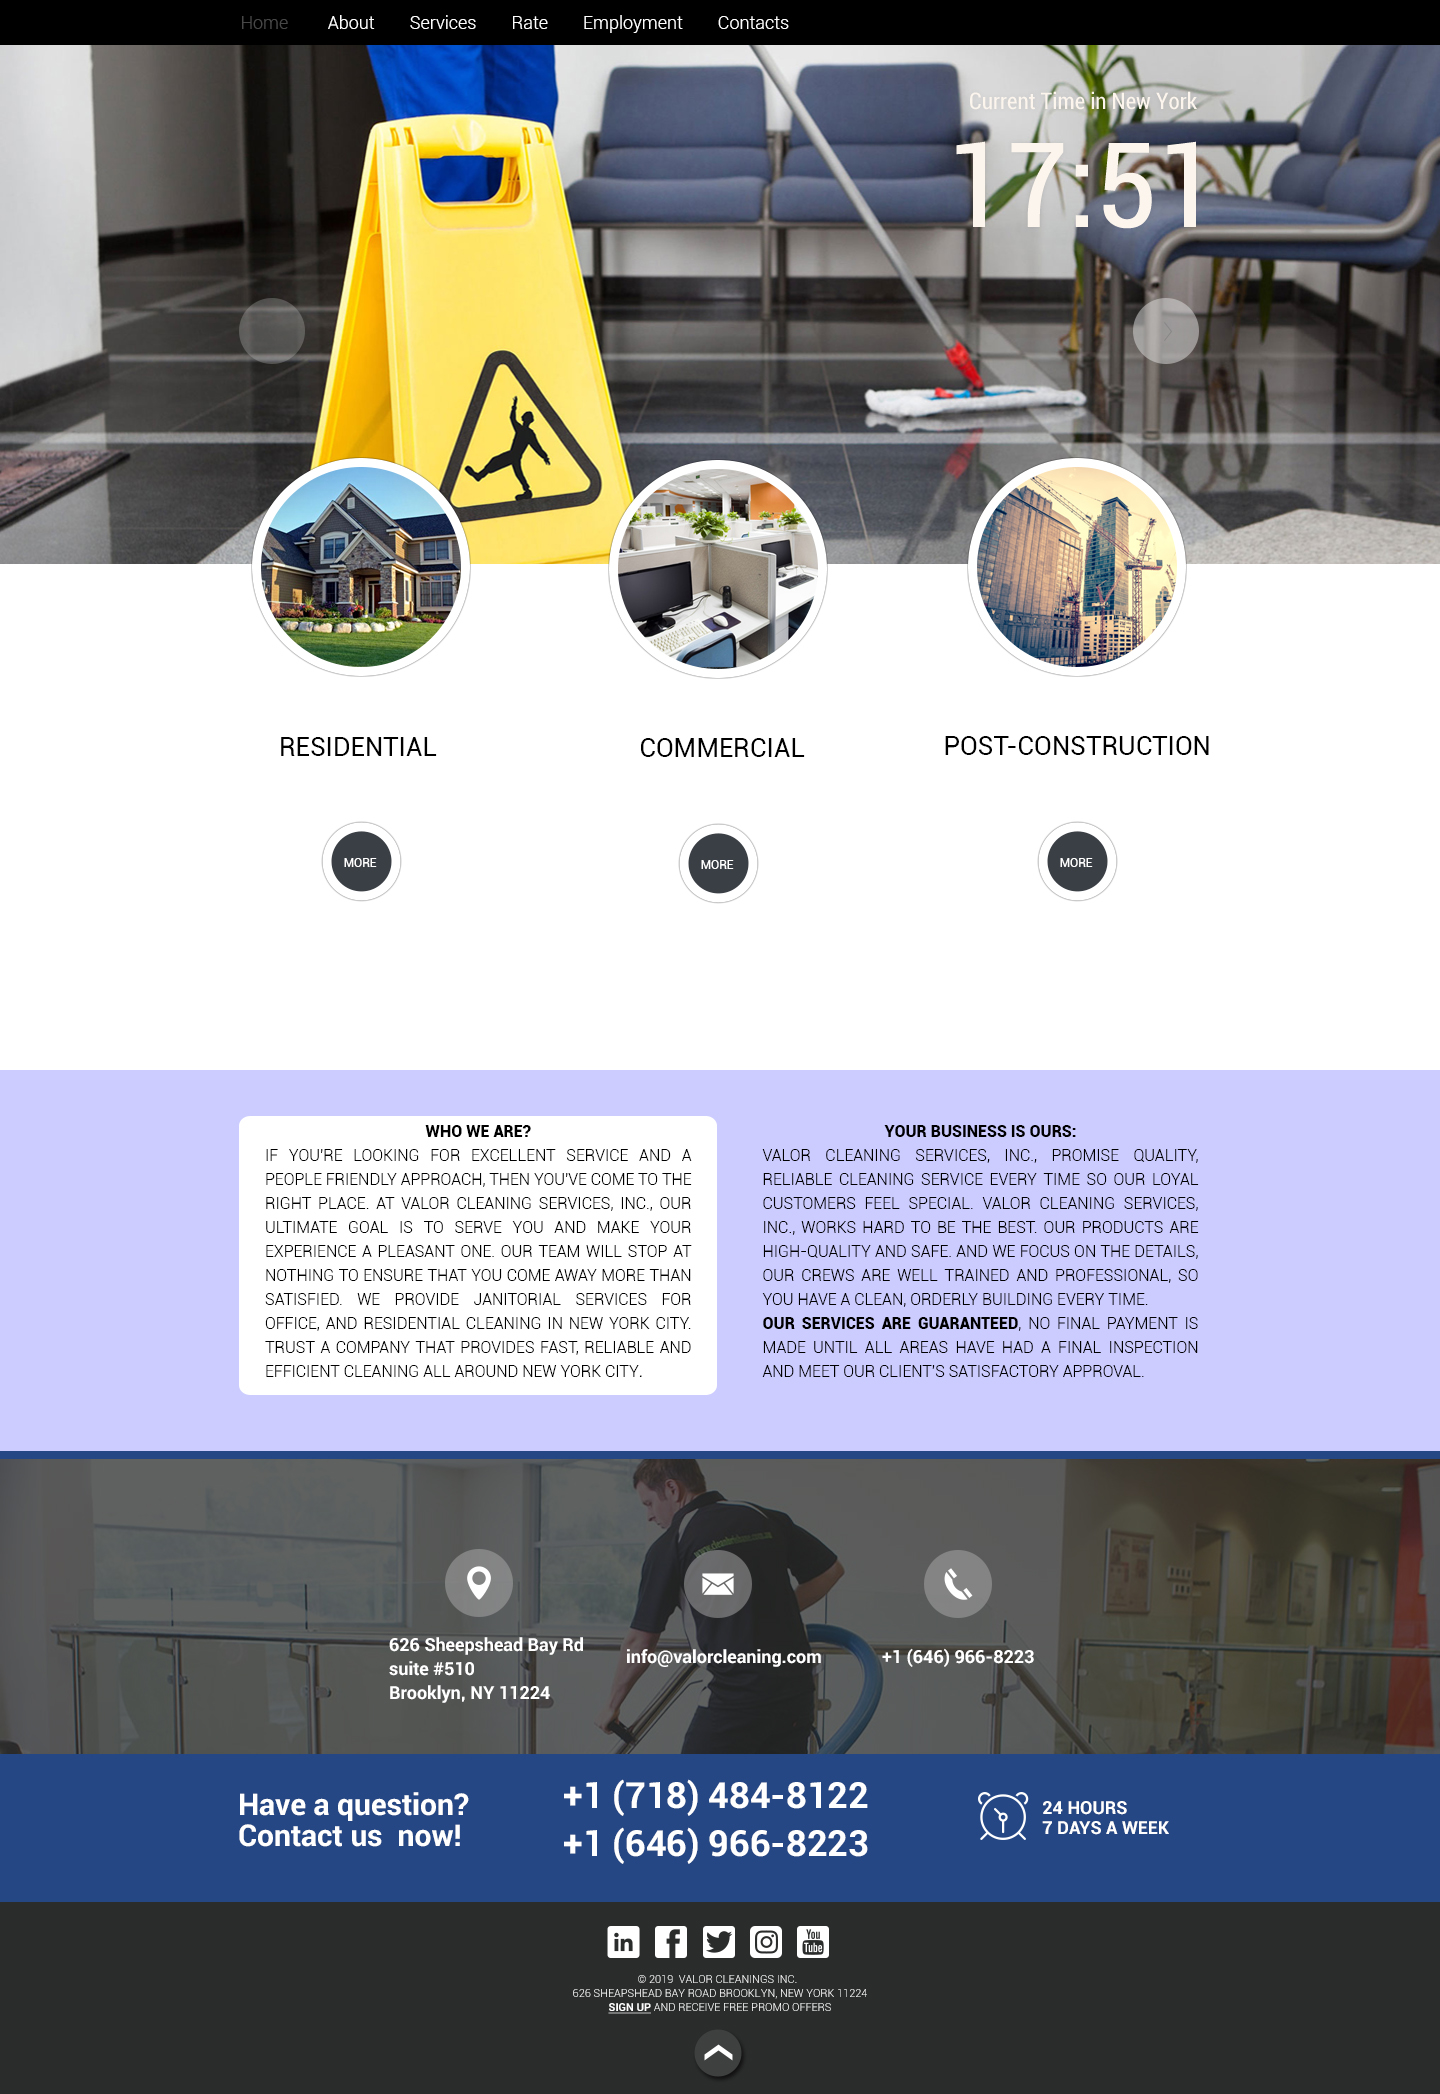 Home About Services Rate Employment Contacts
Current Time in New York
17:51
RESIDENTIAL
COMMERCIAL
POST-CONSTRUCTION
MORE
MORE
MORE
WHO WE ARE?
IF YOU'RE LOOKING FOR EXCELLENT SERVICE AND A
PEOPLE FRIENDLY APPROACH, THEN YOU'VE COME TO THE
RIGHT PLACE. AT VALOR CLEANING SERVICES, INC., OUR
ULTIMATE GOAL IS TO SERVE YOU AND MAKE YOUR
EXPERIENCE A PLEASANT ONE. OUR TEAM WILL STOP AT
NOTHING TO ENSURE THAT YOU COME AWAY MORE THAN
SATISFIED. WE PROVIDE JANITORIAL SERVICES FOR
OFFICE, AND RESIDENTIAL CLEANING IN NEW YORK CITY.
TRUST A COMPANY THAT PROVIDES FAST, RELIABLE AND
EFFICIENT CLEANING ALL AROUND NEW YORK CITY.
YOUR BUSINESS IS OURS:
VALOR CLEANING SERVICES, INC., PROMISE QUALITY,
RELIABLE CLEANING SERVICE EVERY TIME SO OUR LOYAL
CUSTOMERS FEEL SPECIAL. VALOR CLEANING SERVICES,
INC., WORKS HARD TO BE THE BEST. OUR PRODUCTS ARE
HIGH-QUALITY AND SAFE. AND WE FOCUS ON THE DETAILS,
OUR CREWS ARE WELL TRAINED AND PROFESSIONAL, SO
YOU HAVE A CLEAN, ORDERLY BUILDING EVERY TIME.
OUR SERVICES ARE GUARANTEED, NO FINAL PAYMENT IS
MADE UNTIL ALL AREAS HAVE HAD A FINAL INSPECTION
AND MEET OUR CLIENT'S SATISFACTORY APPROVAL.
626 Sheepshead Bay Rd
suite #510
Brooklyn, NY 11224
info@valorcleaning.com
+1 (646) 966-8223
Have a question?
Contact us now!
+1 (718) 484-8122
+1 (646) 966-8223
24 HOURS
7 DAYS A WEEK
in f You Tube
© 2019 VALOR CLEANINGS INC.
626 SHEAPSHEAD BAY ROAD BROOKLYN, NEW YORK 11224
SIGN UP AND RECEIVE FREE PROMO OFFERS